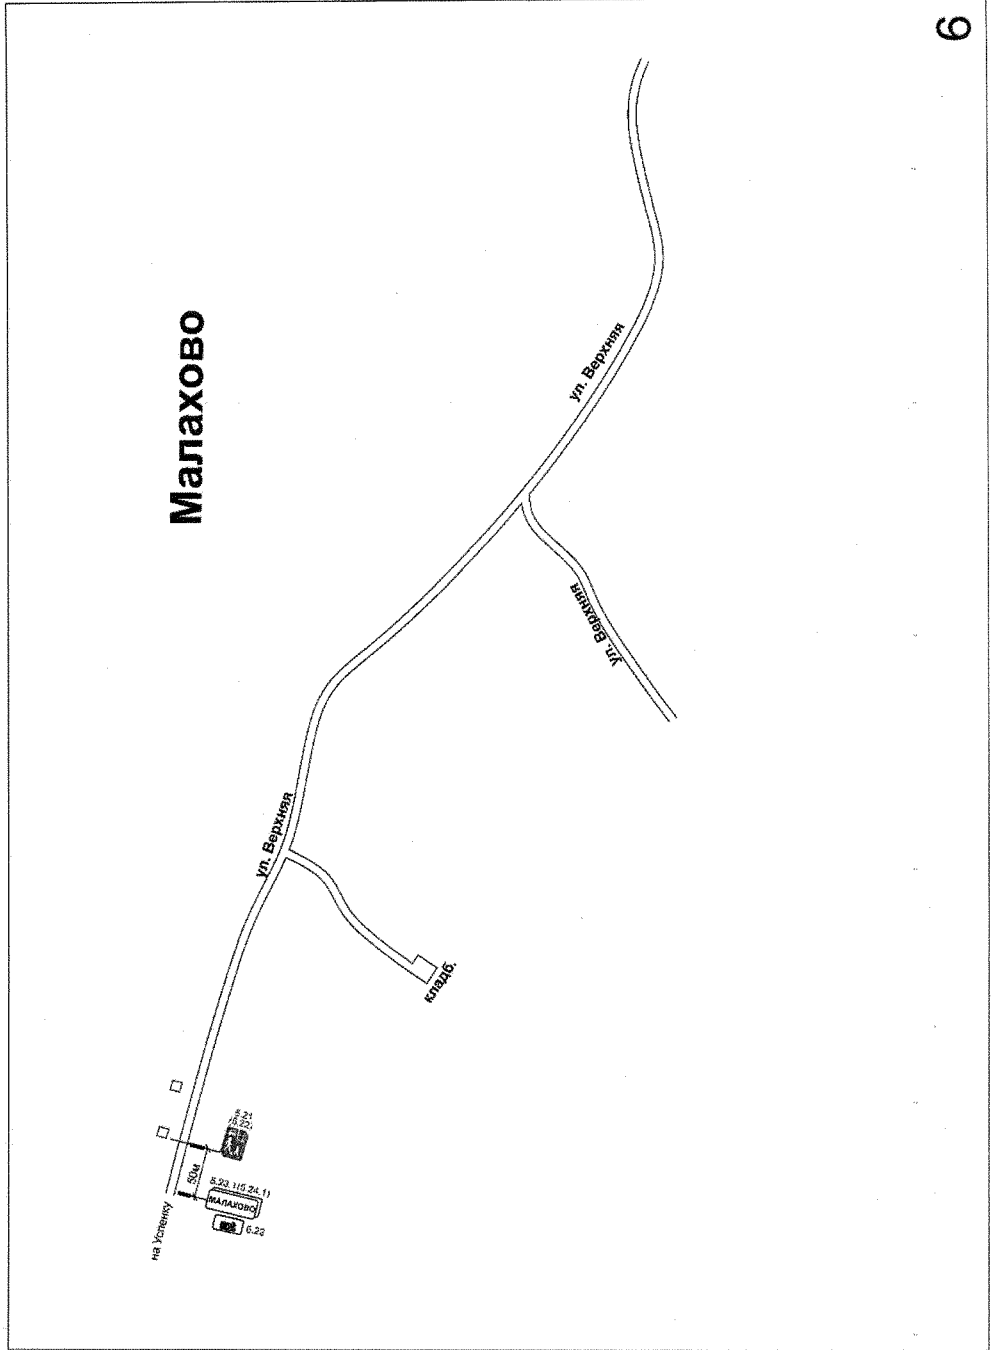 6
Малахово
ул. Верхняя
ул. Верхняя
ул. Верхняя
кладб.
на Успенку
50м
5.21
5.22
5.23.1(5.24.1)
МАЛАХОВО
6.22